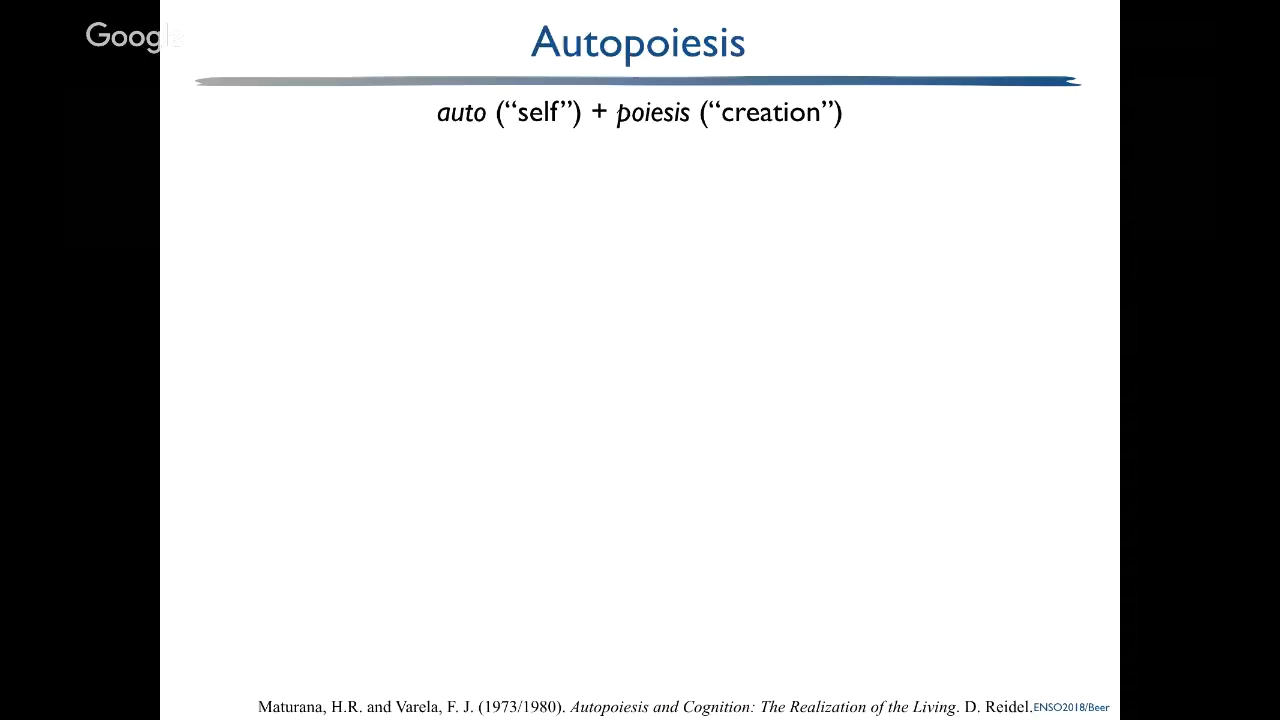 Google
Autopoiesis
auto (“self”) + poiesis (“creation”)
Maturana, H.R. and Varela, F. J. (1973/1980). Autopoiesis and Cognition: The Realization of the Living. D. Reidel.
ENSO2018/Beer